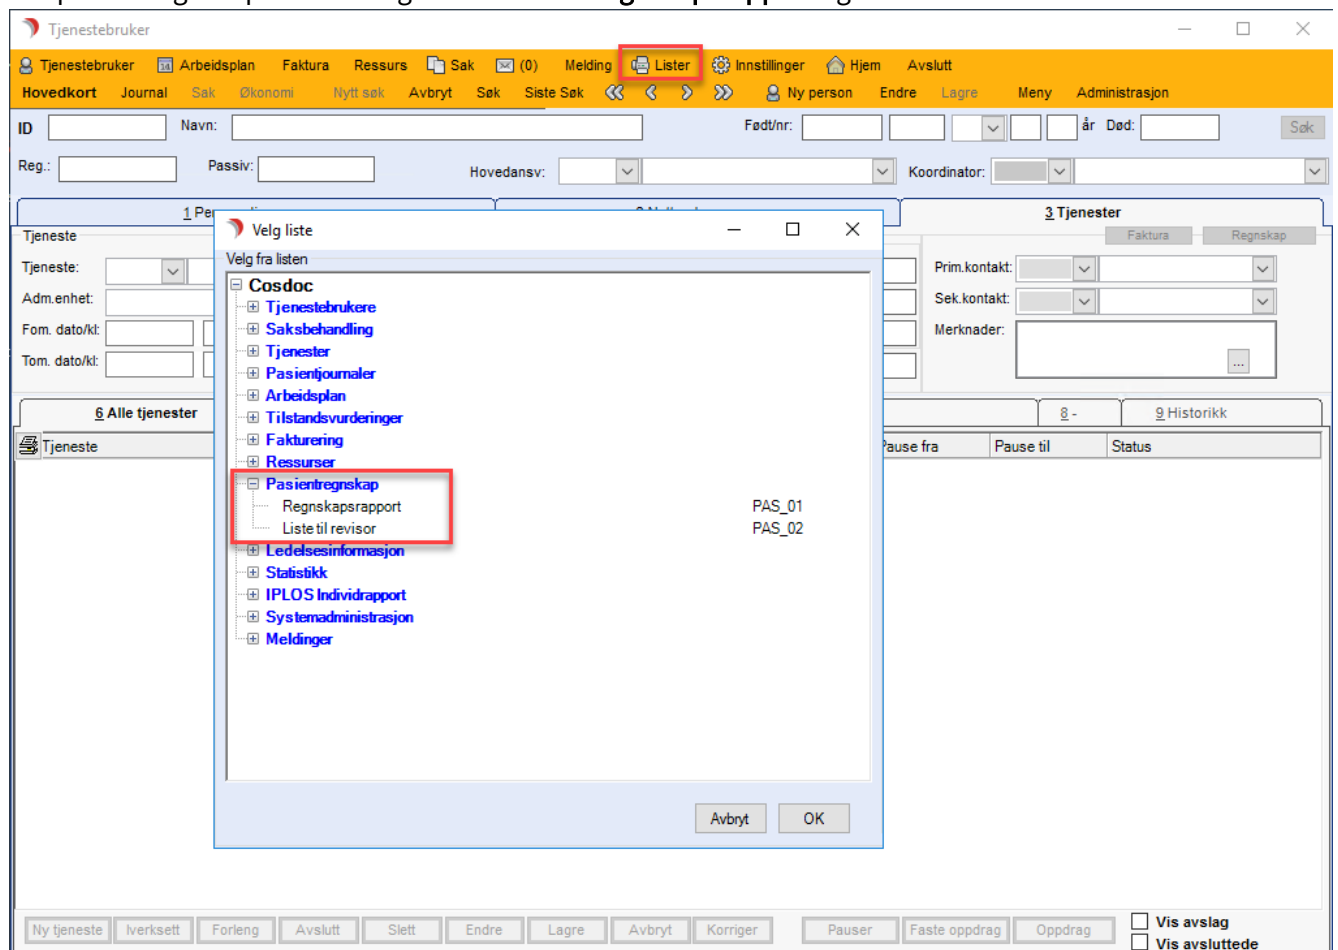 Tjenestebruker
Tjenestebruker Arbeidsplan Faktura Ressurs Sak (0) Melding Lister Innstillinger Hjem Avslutt
Hovedkort Journal Sak Økonomi Nytt søk Avbryt Søk Siste Søk Ny person Endre Lagre Meny Administrasjon
ID Navn: Født/nr: år Død: Søk
Reg.: Passiv: Hovedansv: Koordinator:
1 Per 3 Tjenester
Tjeneste Faktura Regnskap
Tjeneste: Prim.kontakt:
Adm.enhet: Sek.kontakt:
Fom. dato/kl: Merknader:
Tom. dato/kl: ...
6 Alle tjenester 8 - 9 Historikk
Tjeneste Pause fra Pause til Status
Velg liste
Velg fra listen
Cosdoc
Tjenestebrukere
Saksbehandling
Tjenester
Pasientjournaler
Arbeidsplan
Tilstandsvurderinger
Fakturering
Ressurser
Pasientregnskap
Regnskapsrapport PAS_01
Liste til revisor PAS_02
Ledelsesinformasjon
Statistikk
IPLOS Individrapport
Systemadministrasjon
Meldinger
Avbryt OK
Ny tjeneste Iverksett Forleng Avslutt Slett Endre Lagre Avbryt Korriger Pauser Faste oppdrag Oppdrag Vis avslag
Vis avsluttede